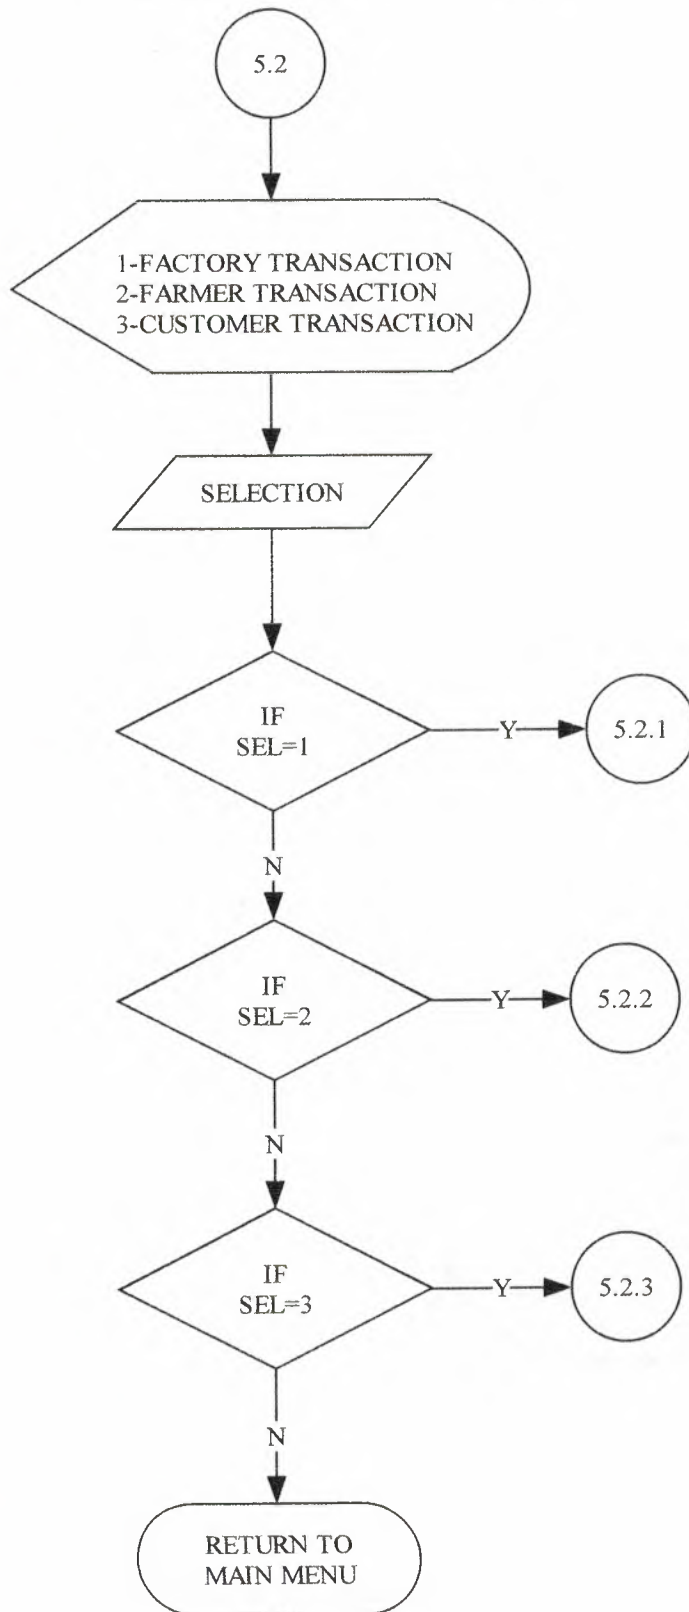 5.2
1-FACTORY TRANSACTION
2-FARMER TRANSACTION
3-CUSTOMER TRANSACTION
SELECTION
IF
SEL=1
Y
5.2.1
N
IF
SEL=2
Y
5.2.2
N
IF
SEL=3
Y
5.2.3
N
RETURN TO
MAIN MENU